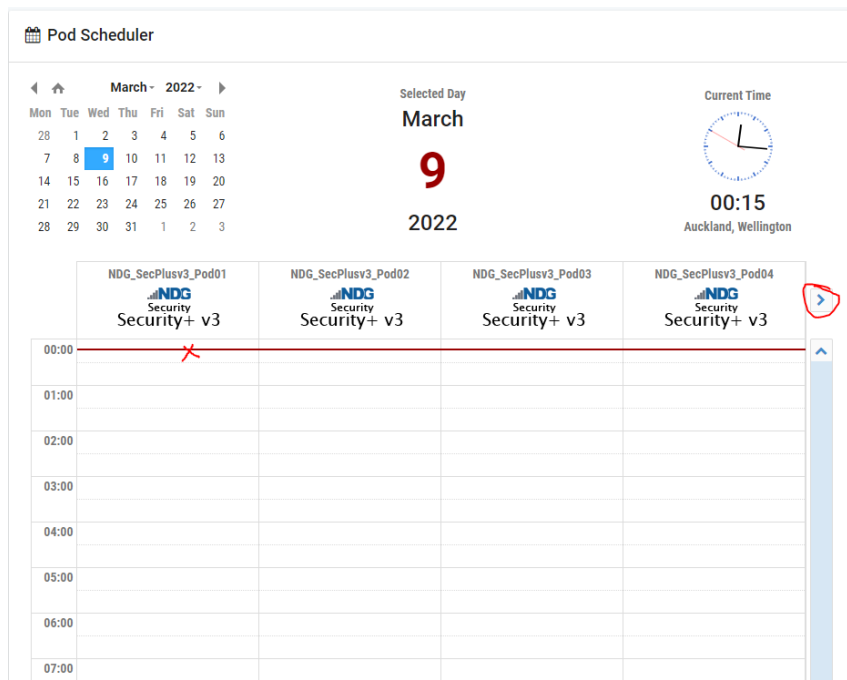 Pod Scheduler
March 2022
Mon Tue Wed Thu Fri Sat Sun
28 1 2 3 4 5 6
7 8 9 10 11 12 13
14 15 16 17 18 19 20
21 22 23 24 25 26 27
28 29 30 31 1 2 3
Selected Day
March
9
2022
Current Time
00:15
Auckland, Wellington
NDG_SecPlusv3_Pod01 NDG_SecPlusv3_Pod02 NDG_SecPlusv3_Pod03 NDG_SecPlusv3_Pod04
NDG NDG NDG NDG
Security Security Security Security
Security+ v3 Security+ v3 Security+ v3 Security+ v3
00:00
01:00
02:00
03:00
04:00
05:00
06:00
07:00